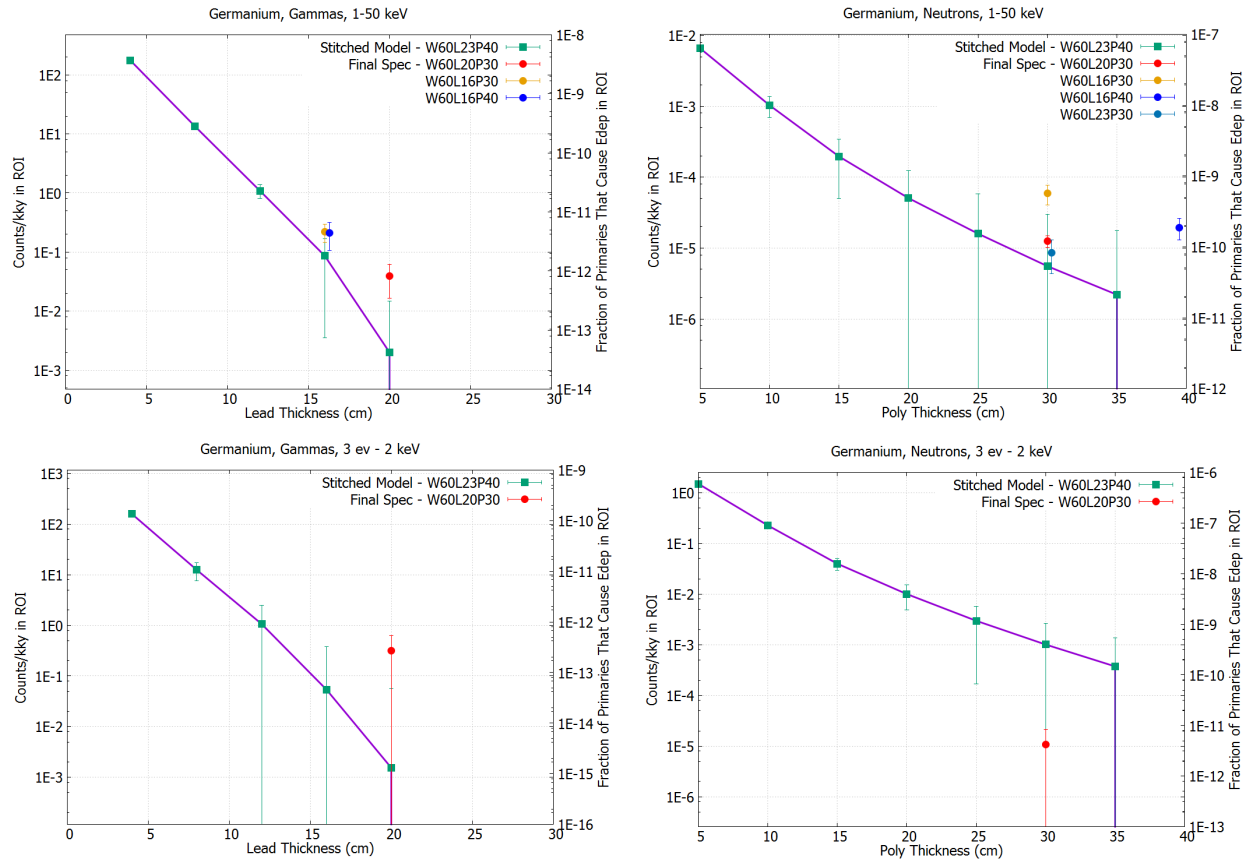 Germanium, Gammas, 1-50 keV
Stitched Model - W60L23P40
Final Spec - W60L20P30
W60L16P30
W60L16P40
1E2
1E1
1E0
1E-1
1E-2
1E-3
Counts/kky in ROI
1E-8
1E-9
1E-10
1E-11
1E-12
1E-13
1E-14
Fraction of Primaries That Cause Edep in ROI
0 5 10 15 20 25 30
Lead Thickness (cm)
Germanium, Neutrons, 1-50 keV
Stitched Model - W60L23P40
Final Spec - W60L20P30
W60L16P30
W60L16P40
W60L23P30
1E-2
1E-3
1E-4
1E-5
1E-6
Counts/kky in ROI
1E-7
1E-8
1E-9
1E-10
1E-11
1E-12
Fraction of Primaries That Cause Edep in ROI
5 10 15 20 25 30 35 40
Poly Thickness (cm)
Germanium, Gammas, 3 ev - 2 keV
Stitched Model - W60L23P40
Final Spec - W60L20P30
1E3
1E2
1E1
1E0
1E-1
1E-2
1E-3
Counts/kky in ROI
1E-9
1E-10
1E-11
1E-12
1E-13
1E-14
1E-15
1E-16
Fraction of Primaries That Cause Edep in ROI
0 5 10 15 20 25 30
Lead Thickness (cm)
Germanium, Neutrons, 3 ev - 2 keV
Stitched Model - W60L23P40
Final Spec - W60L20P30
1E0
1E-1
1E-2
1E-3
1E-4
1E-5
1E-6
Counts/kky in ROI
1E-6
1E-7
1E-8
1E-9
1E-10
1E-11
1E-12
1E-13
Fraction of Primaries That Cause Edep in ROI
5 10 15 20 25 30 35 40
Poly Thickness (cm)